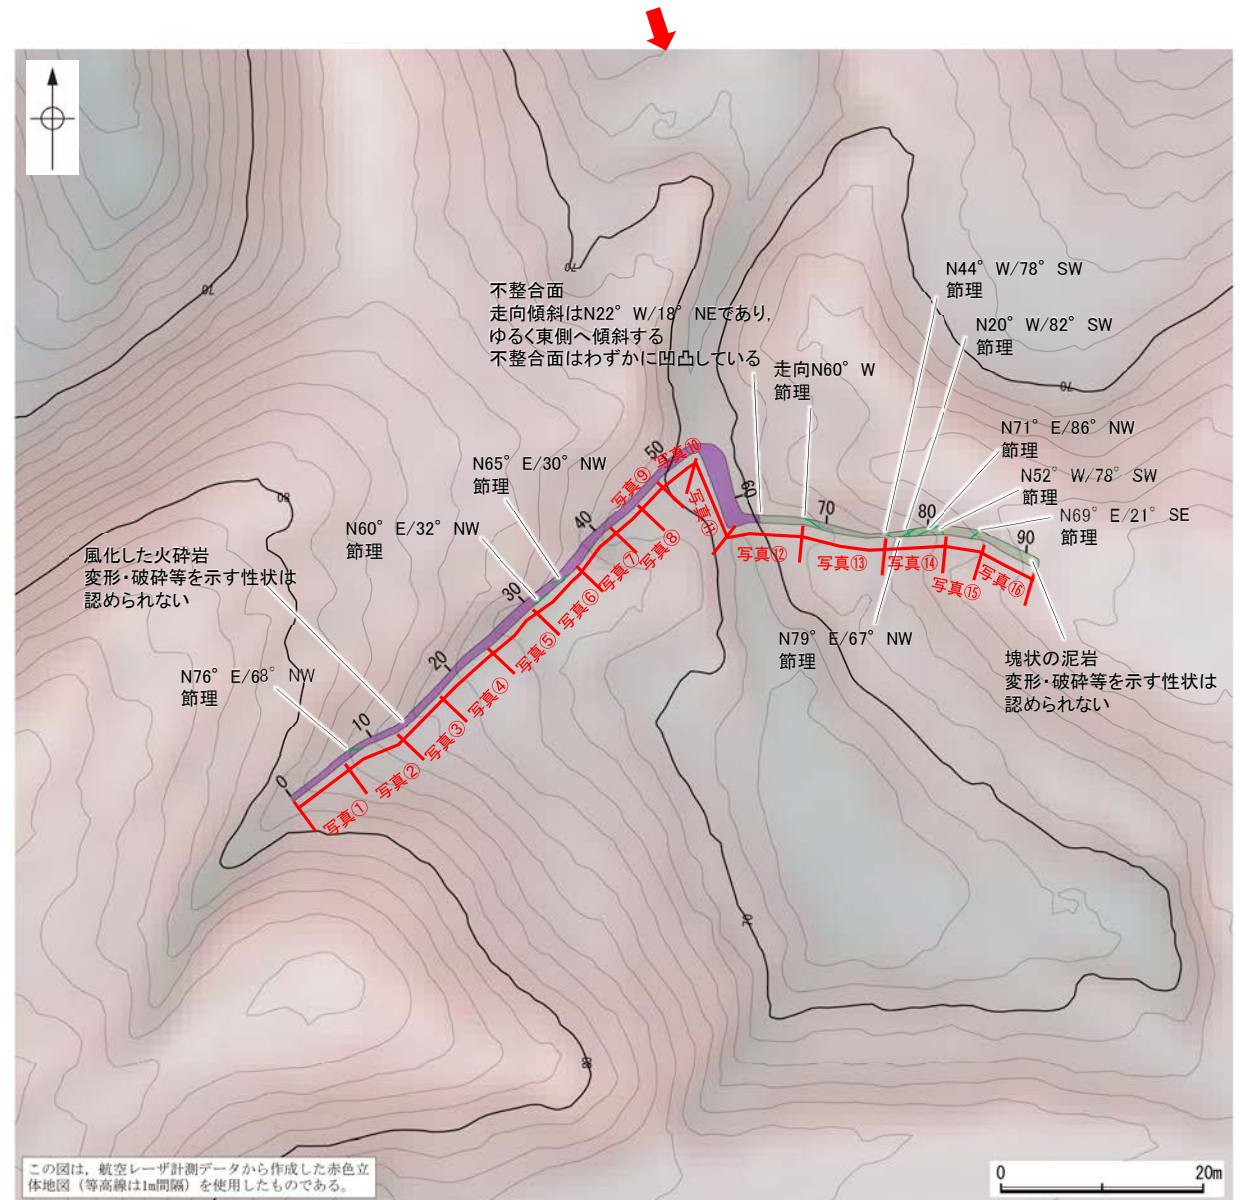 70
70
不整合面
走向傾斜はN22°W/18°NEであり，
ゆるく東側へ傾斜する
不整合面はわずかに凹凸している
N44°W/78°SW
節理
N20°W/82°SW
節理
走向N60°W
節理
70
N71°E/86°NW
節理
N65°E/30°NW
節理
N52°W/78°SW
節理
N69°E/21°SE
節理
N60°E/32°NW
節理
風化した火砕岩
変形・破砕等を示す性状は
認められない
80
N76°E/68°NW
節理
0
10
20
30
40
50
60
70
80
90
写真①
写真②
写真③
写真④
写真⑤
写真⑥
写真⑦
写真⑧
写真⑨
写真⑩
写真⑪
写真⑫
写真⑬
写真⑭
写真⑮
写真⑯
N79°E/67°NW
節理
塊状の泥岩
変形・破砕等を示す性状は
認められない
70
80
この図は，航空レーザ計測データから作成した赤色立
体地図（等高線は1m間隔）を使用したものである。
0 20m